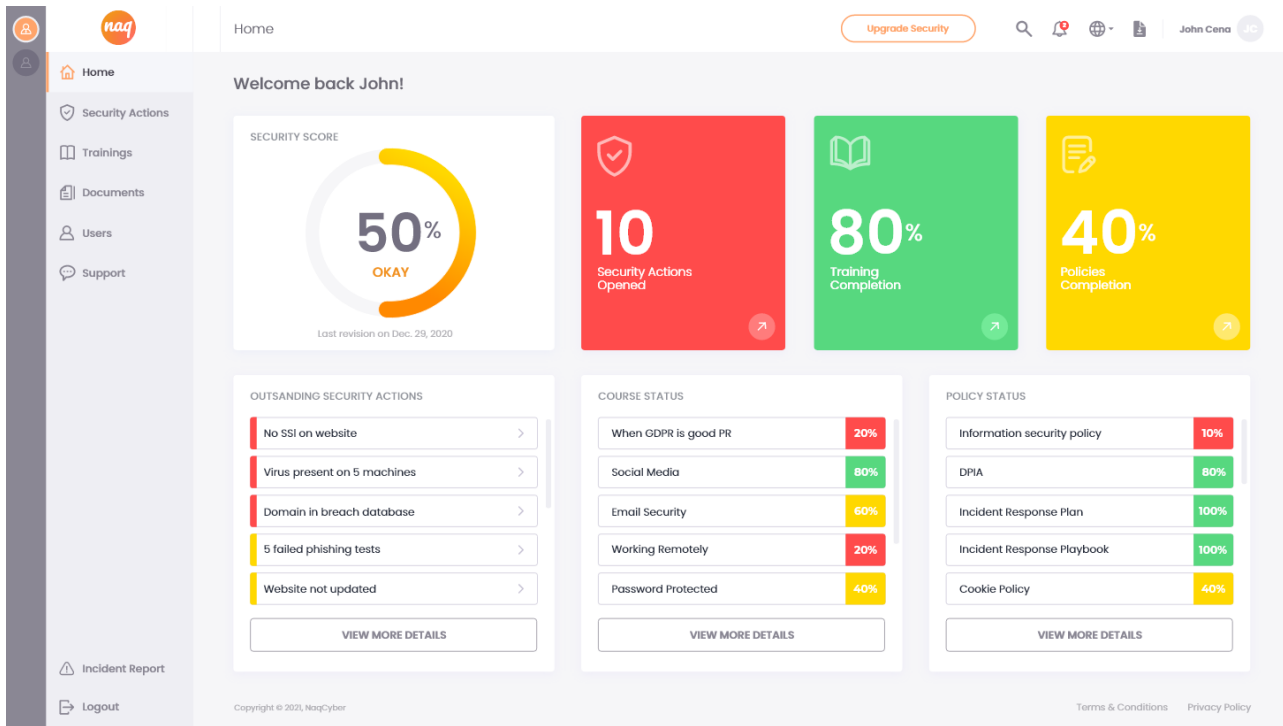 naq
Home
Upgrade Security
John Cena
JC
Home
Security Actions
Trainings
Documents
Users
Support
Incident Report
Logout
Welcome back John!
SECURITY SCORE
50%
OKAY
Last revision on Dec. 29, 2020
10
Security Actions
Opened
80%
Training
Completion
40%
Policies
Completion
OUTSANDING SECURITY ACTIONS
No SSl on website
Virus present on 5 machines
Domain in breach database
5 failed phishing tests
Website not updated
VIEW MORE DETAILS
COURSE STATUS
When GDPR is good PR 20%
Social Media 80%
Email Security 60%
Working Remotely 20%
Password Protected 40%
VIEW MORE DETAILS
POLICY STATUS
Information security policy 10%
DPIA 80%
Incident Response Plan 100%
Incident Response Playbook 100%
Cookie Policy 40%
VIEW MORE DETAILS
Copyright © 2021, NaqCyber
Terms & Conditions
Privacy Policy